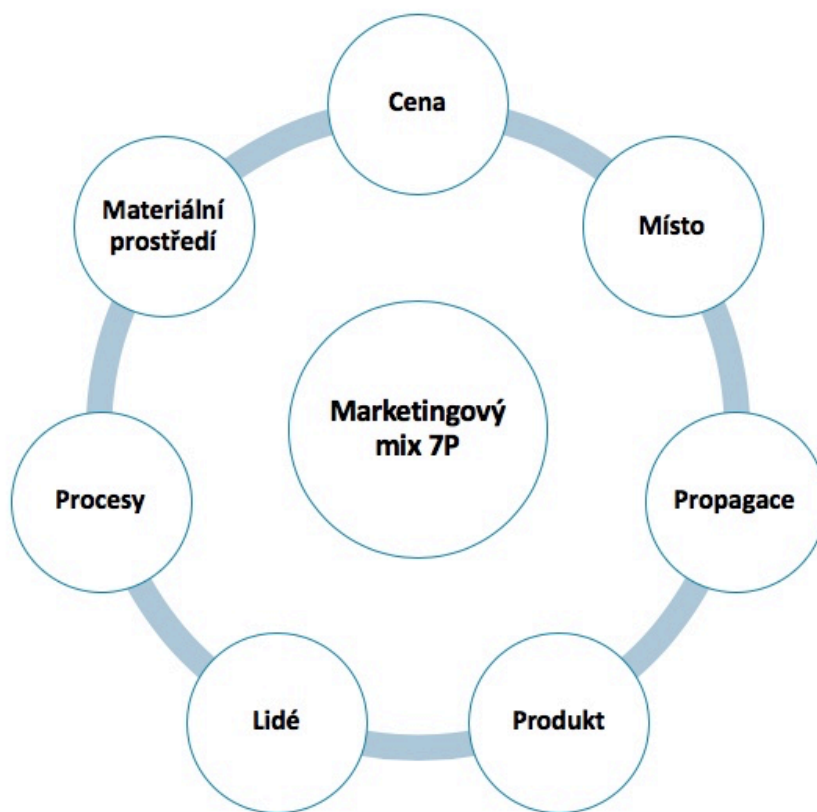 Cena
Materiální
prostředí
Místo
Marketingový
mix 7P
Procesy
Propagace
Lidé
Produkt